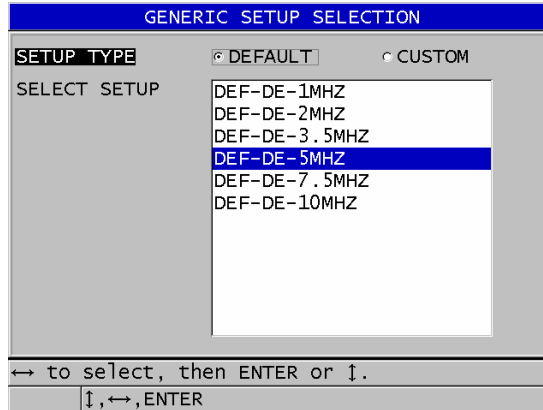 GENERIC SETUP SELECTION
SETUP TYPE DEFAULT CUSTOM
SELECT SETUP
DEF-DE-1MHZ
DEF-DE-2MHZ
DEF-DE-3.5MHZ
DEF-DE-5MHZ
DEF-DE-7.5MHZ
DEF-DE-10MHZ
↔ to select, then ENTER or ↕.
↕,↔,ENTER